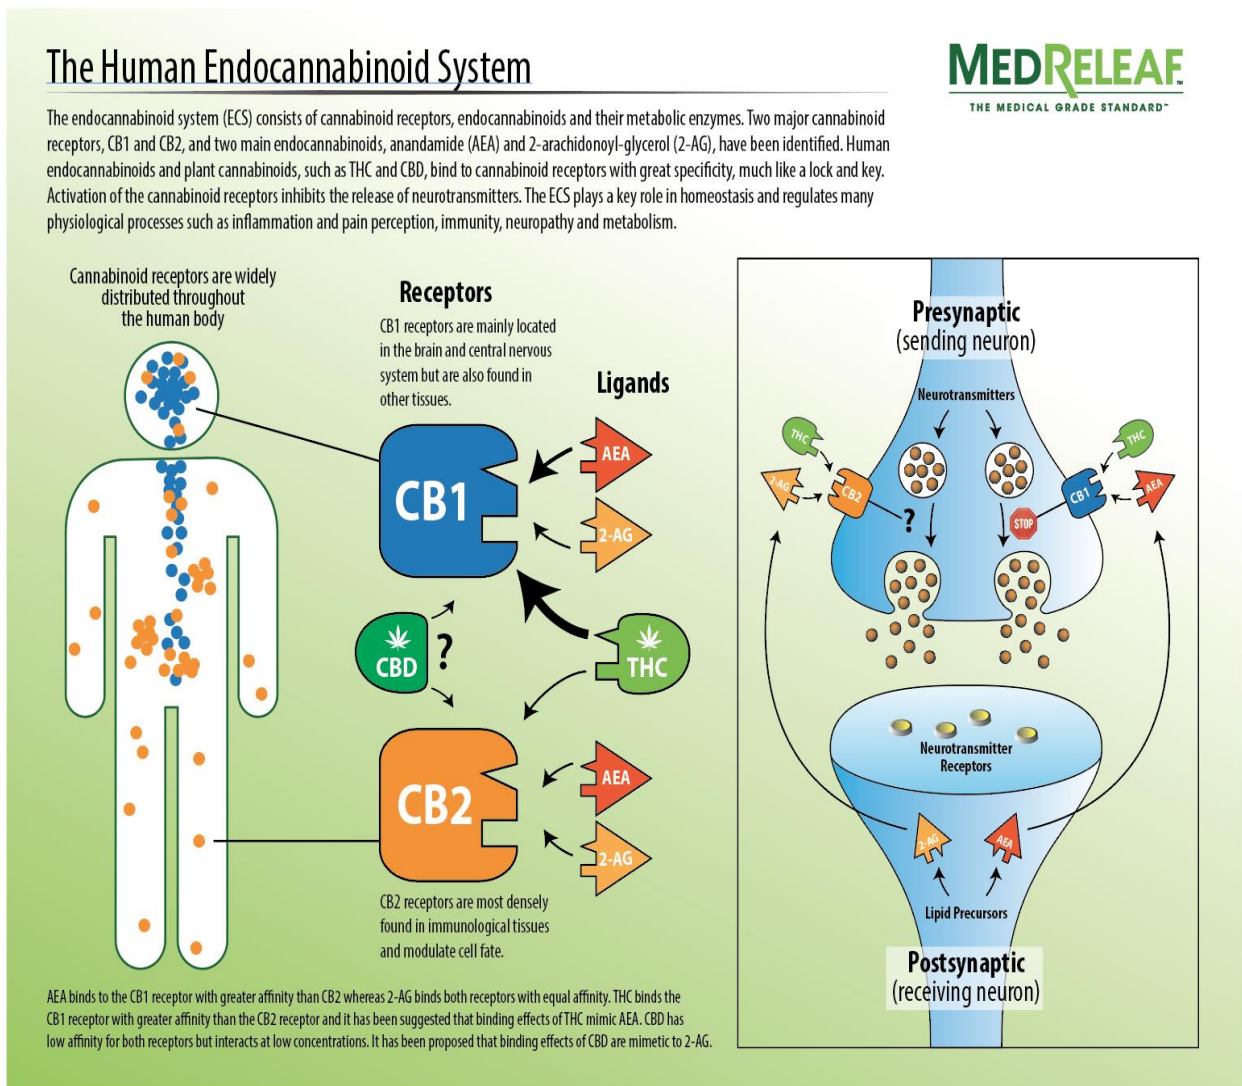 The Human Endocannabinoid System
MEDRELEAF™
THE MEDICAL GRADE STANDARD™
The endocannabinoid system (ECS) consists of cannabinoid receptors, endocannabinoids and their metabolic enzymes. Two major cannabinoid
receptors, CB1 and CB2, and two main endocannabinoids, anandamide (AEA) and 2-arachidonoyl-glycerol (2-AG), have been identified. Human
endocannabinoids and plant cannabinoids, such as THC and CBD, bind to cannabinoid receptors with great specificity, much like a lock and key.
Activation of the cannabinoid receptors inhibits the release of neurotransmitters. The ECS plays a key role in homeostasis and regulates many
physiological processes such as inflammation and pain perception, immunity, neuropathy and metabolism.
Cannabinoid receptors are widely
distributed throughout
the human body
Receptors
CB1 receptors are mainly located
in the brain and central nervous
system but are also found in
other tissues.
Ligands
CB1
AEA
2-AG
CBD
?
THC
CB2
AEA
2-AG
CB2 receptors are most densely
found in immunological tissues
and modulate cell fate.
AEA binds to the CB1 receptor with greater affinity than CB2 whereas 2-AG binds both receptors with equal affinity. THC binds the
CB1 receptor with greater affinity than the CB2 receptor and it has been suggested that binding effects of THC mimic AEA. CBD has
low affinity for both receptors but interacts at low concentrations. It has been proposed that binding effects of CBD are mimetic to 2-AG.
Presynaptic
(sending neuron)
Neurotransmitters
THC
2-AG
CB2
?
STOP
CB1
THC
AEA
Neurotransmitter
Receptors
2-AG
AEA
Lipid Precursors
Postsynaptic
(receiving neuron)